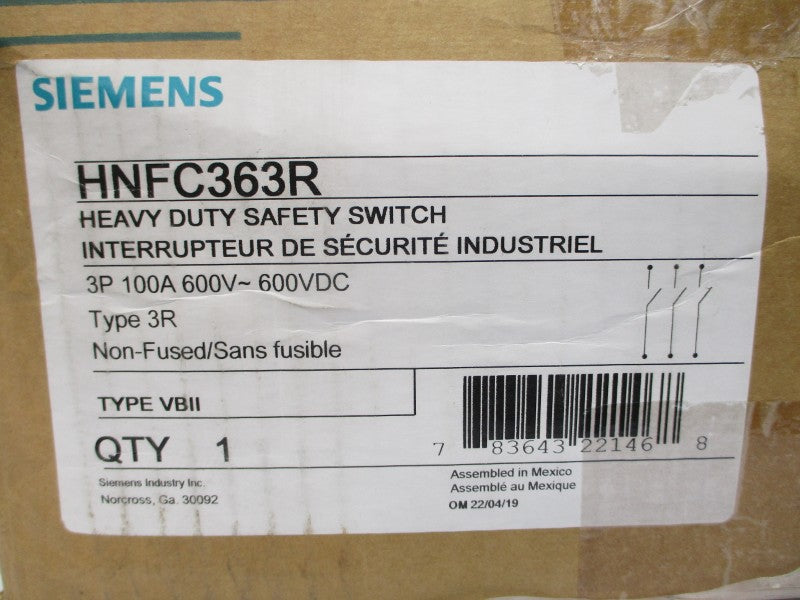 SIEMENS
HNFC363R
HEAVY DUTY SAFETY SWITCH
INTERRUPTEUR DE SÉCURITÉ INDUSTRIEL
3P 100A 600V~ 600VDC
Type 3R
Non-Fused/Sans fusible
TYPE VBII
QTY 1
7 83643 22146 8
Siemens Industry Inc.
Norcross, Ga. 30092
Assembled in Mexico
Assemblé au Mexique
OM 22/04/19